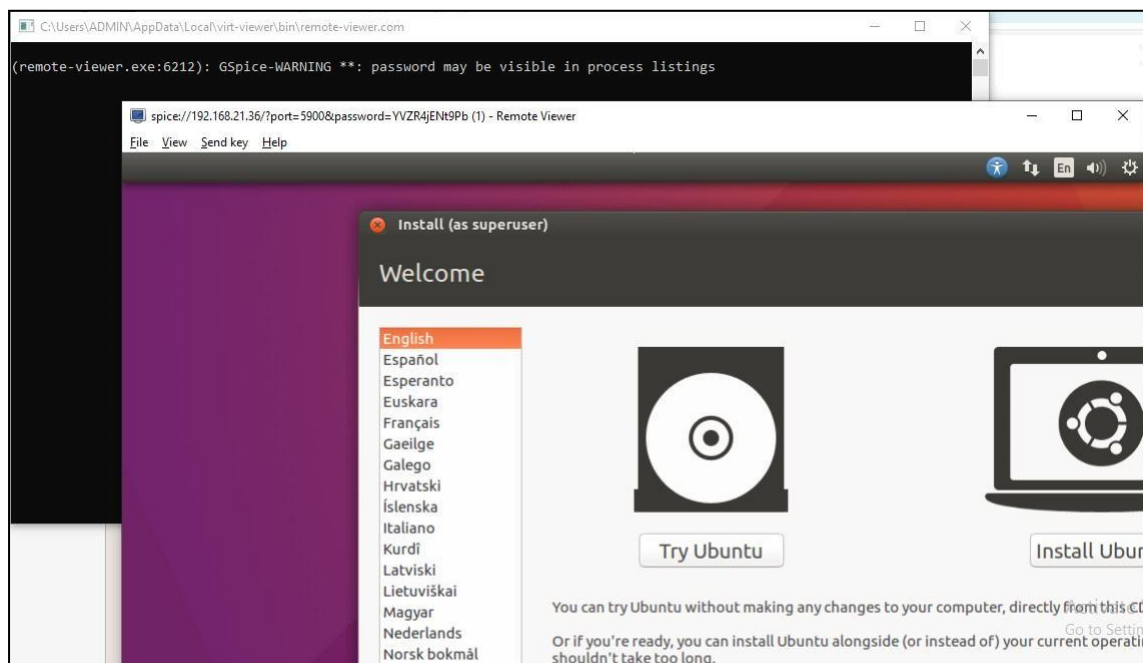 C:\Users\ADMIN\AppData\Local\virt-viewer\bin\remote-viewer.com
(remote-viewer.exe:6212): GSpice-WARNING **: password may be visible in process listings
spice://192.168.21.36/?port=5900&password=YVZR4jENt9Pb (1) - Remote Viewer
File View Send key Help
En
Install (as superuser)
Welcome
English
Español
Esperanto
Euskara
Français
Gaeilge
Galego
Hrvatski
Íslenska
Italiano
Kurdî
Latviski
Lietuviškai
Magyar
Nederlands
Norsk bokmål
Try Ubuntu
Install
You can try Ubuntu without making any changes to your computer, directly from this
Go to
Or if you're ready, you can install Ubuntu alongside (or instead of) your current
shouldn't take too long.